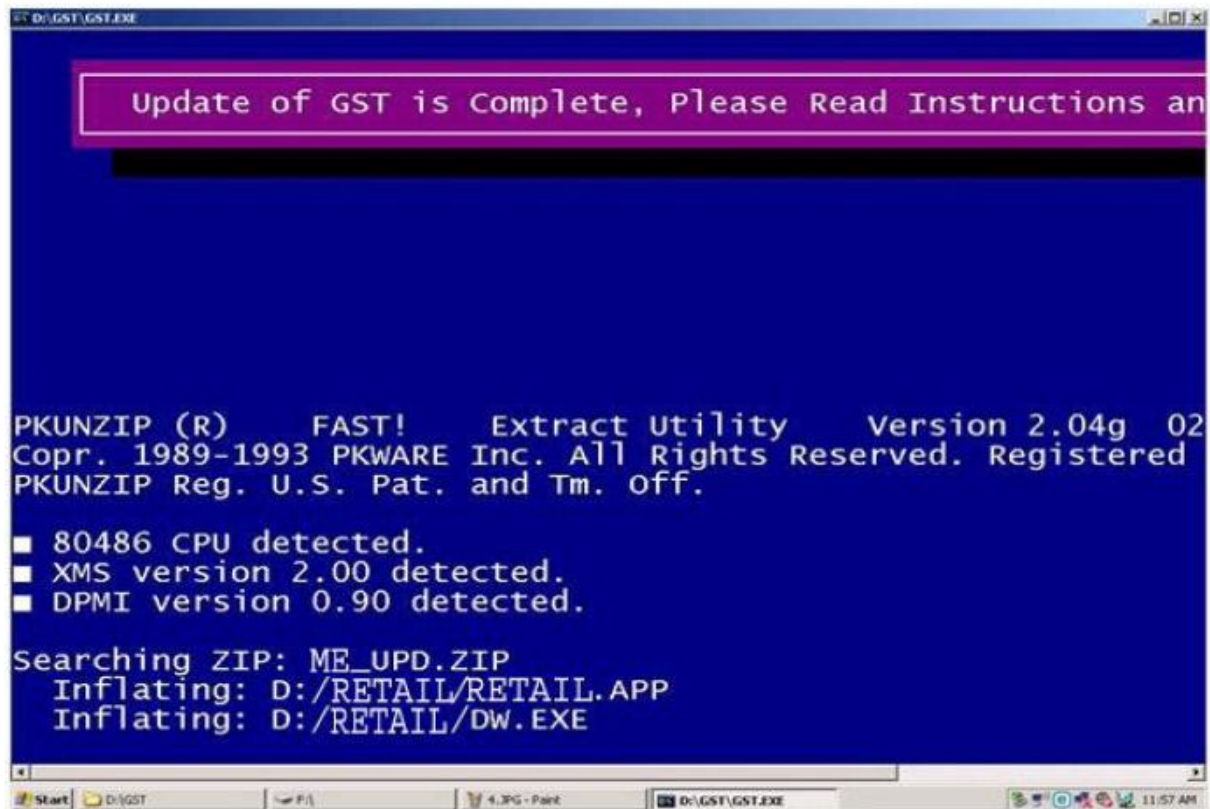 D:\GST\GST.EXE
Update of GST is Complete, Please Read Instructions an
PKUNZIP (R) FAST! Extract Utility Version 2.04g 02
Copr. 1989-1993 PKWARE Inc. All Rights Reserved. Registered
PKUNZIP Reg. U.S. Pat. and Tm. Off.
■ 80486 CPU detected.
■ XMS version 2.00 detected.
■ DPMI version 0.90 detected.
Searching ZIP: ME_UPD.ZIP
Inflating: D:/RETAIL/RETAIL.APP
Inflating: D:/RETAIL/DW.EXE
Start D:\GST F:\ 4.JPG - Paint D:\GST\GST.EXE 11:57 AM